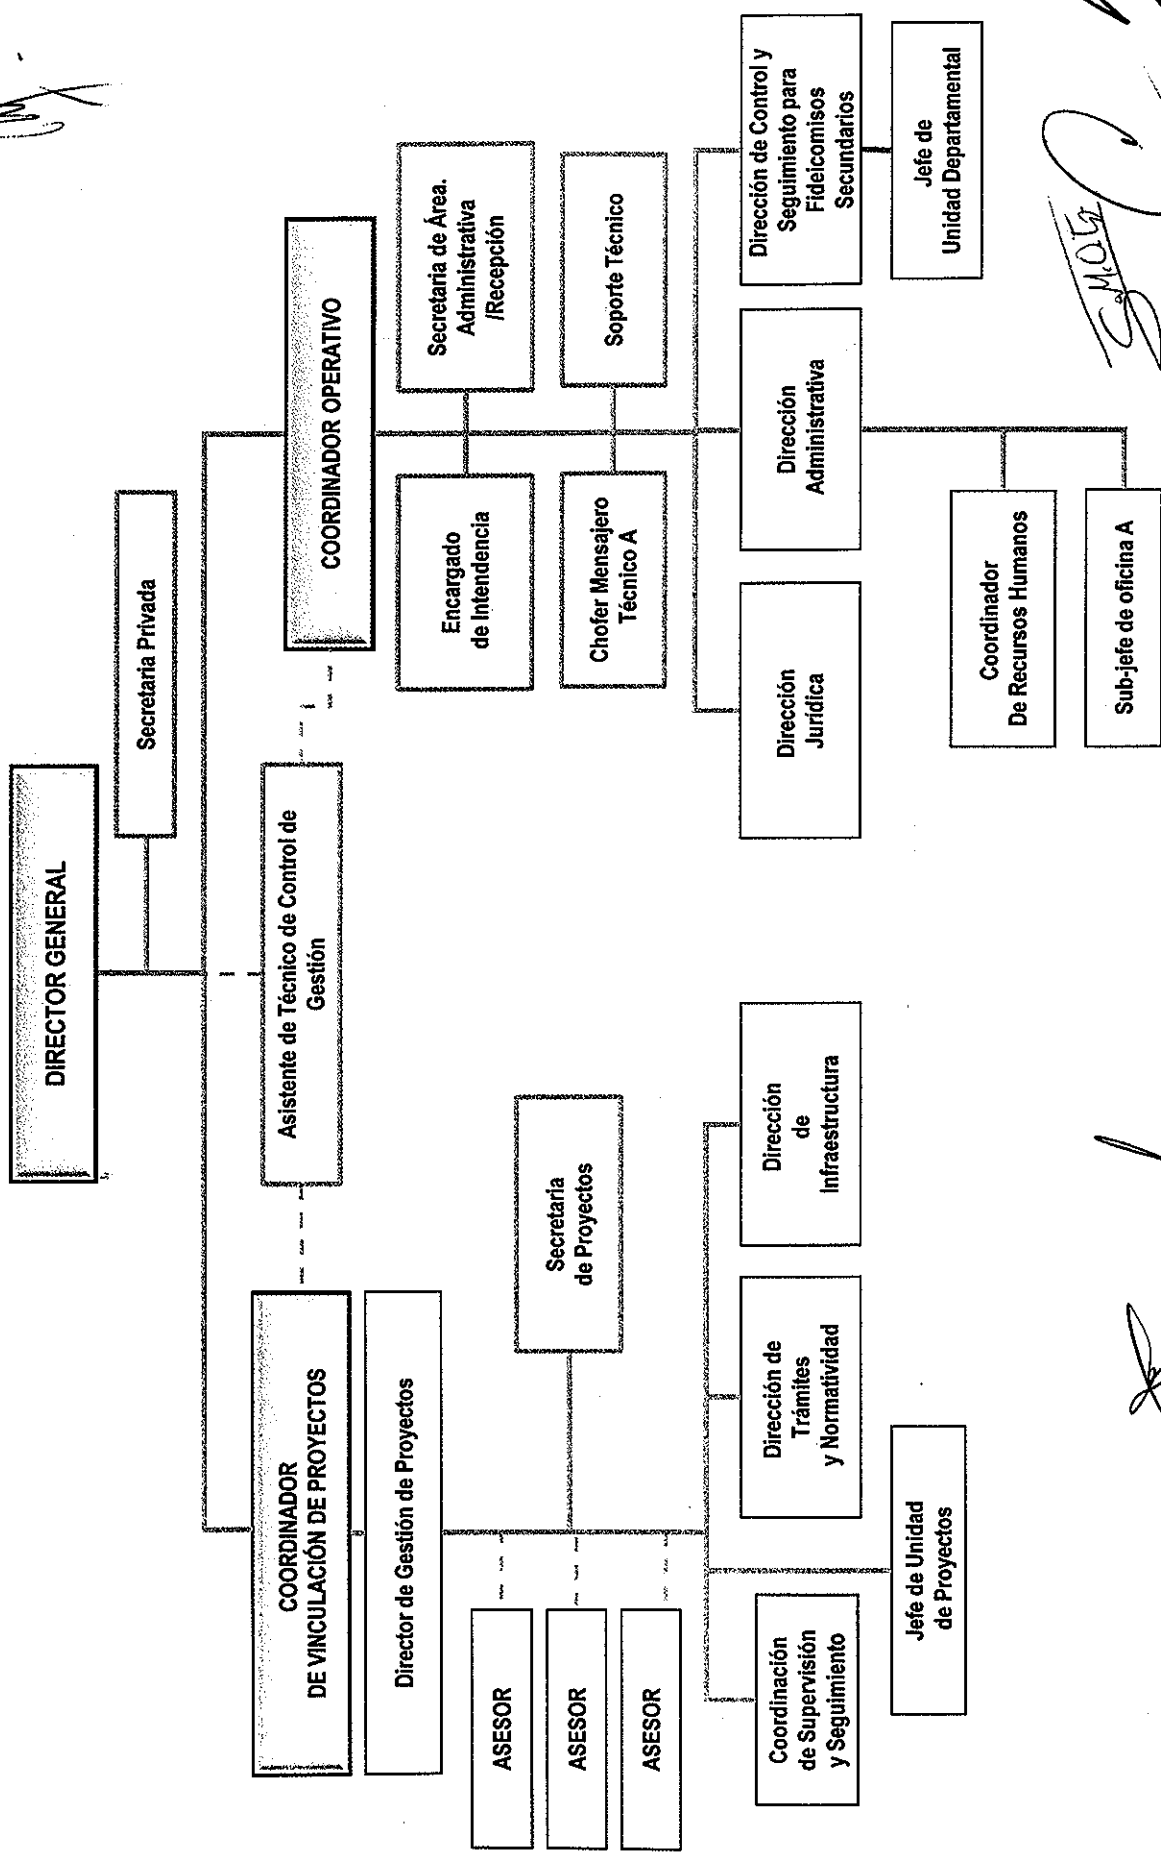 DIRECTOR GENERAL
Secretaria Privada
COORDINADOR
DE VINCULACIÓN DE PROYECTOS
Asistente de Técnico de Control de
Gestión
COORDINADOR OPERATIVO
Director de Gestión de Proyectos
ASESOR
ASESOR
ASESOR
Secretaria
de Proyectos
Encargado
de Intendencia
Secretaria de Área.
Administrativa
/Recepción
Chofer Mensajero
Técnico A
Soporte Técnico
Coordinación
de Supervisión
y Seguimiento
Dirección de
Trámites
y Normatividad
Dirección
de
Infraestructura
Dirección
Jurídica
Dirección
Administrativa
Dirección de Control y
Seguimiento para
Fideicomisos
Secundarios
Jefe de Unidad
de Proyectos
Jefe de
Unidad Departamental
Coordinador
De Recursos Humanos
Sub-jefe de oficina A